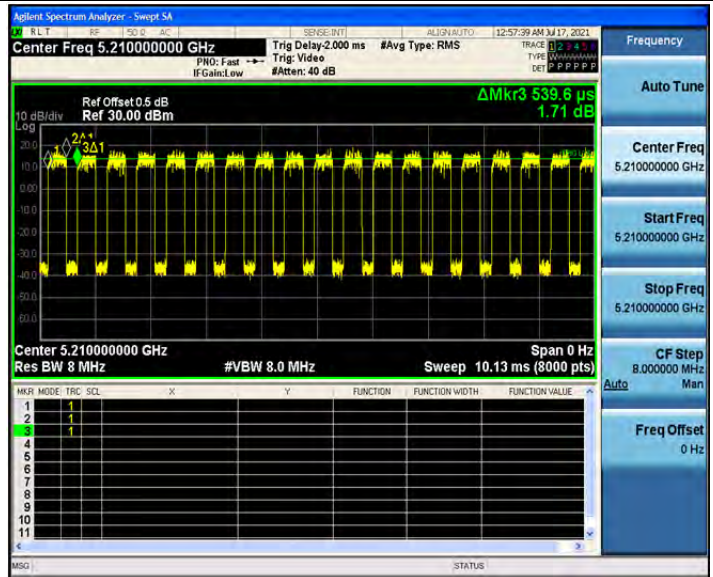 Agilent Spectrum Analyzer - Swept SA
RL T RF 50 Ω AC SENSE:INT ALIGNAUTO 12:57:39 AM Jul 17, 2021
Center Freq 5.210000000 GHz
PNO: Fast
IFGain:Low
Trig Delay-2.000 ms
Trig: Video
#Atten: 40 dB
#Avg Type: RMS
TRACE 1 2 3 4 5 6
TYPE
DET P P P P P P
Frequency
Ref Offset 0.5 dB
10 dB/div Ref 30.00 dBm
Log
ΔMkr3 539.6 µs
1.71 dB
1 2Δ1
3Δ1
20.0
10.0
0.00
-10.0
-20.0
-30.0
-40.0
-50.0
-60.0
Center 5.210000000 GHz Span 0 Hz
Res BW 8 MHz #VBW 8.0 MHz Sweep 10.13 ms (8000 pts)
MKR MODE TRC SCL X Y FUNCTION FUNCTION WIDTH FUNCTION VALUE
1 1
2 1
3 1
4
5
6
7
8
9
10
11
MSG STATUS
Auto Tune
Center Freq
5.210000000 GHz
Start Freq
5.210000000 GHz
Stop Freq
5.210000000 GHz
CF Step
8.000000 MHz
Auto Man
Freq Offset
0 Hz